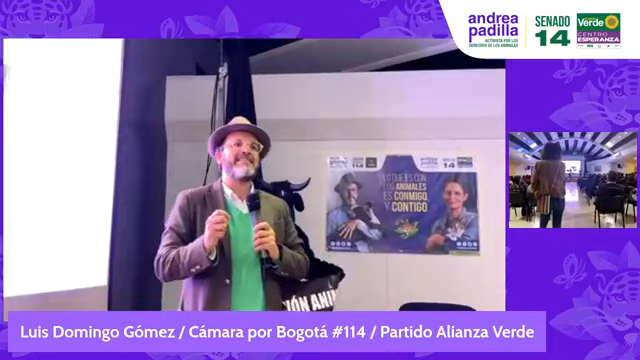 andrea
padilla
ACTIVISTA POR LOS
DERECHOS DE LOS ANIMALES
SENADO
14
Verde
CENTRO
ESPERANZA
LO QUE ES CON
LOS ANIMALES
ES CONMIGO,
Y CONTIGO
Luis Domingo Gómez / Cámara por Bogotá #114 / Partido Alianza Verde